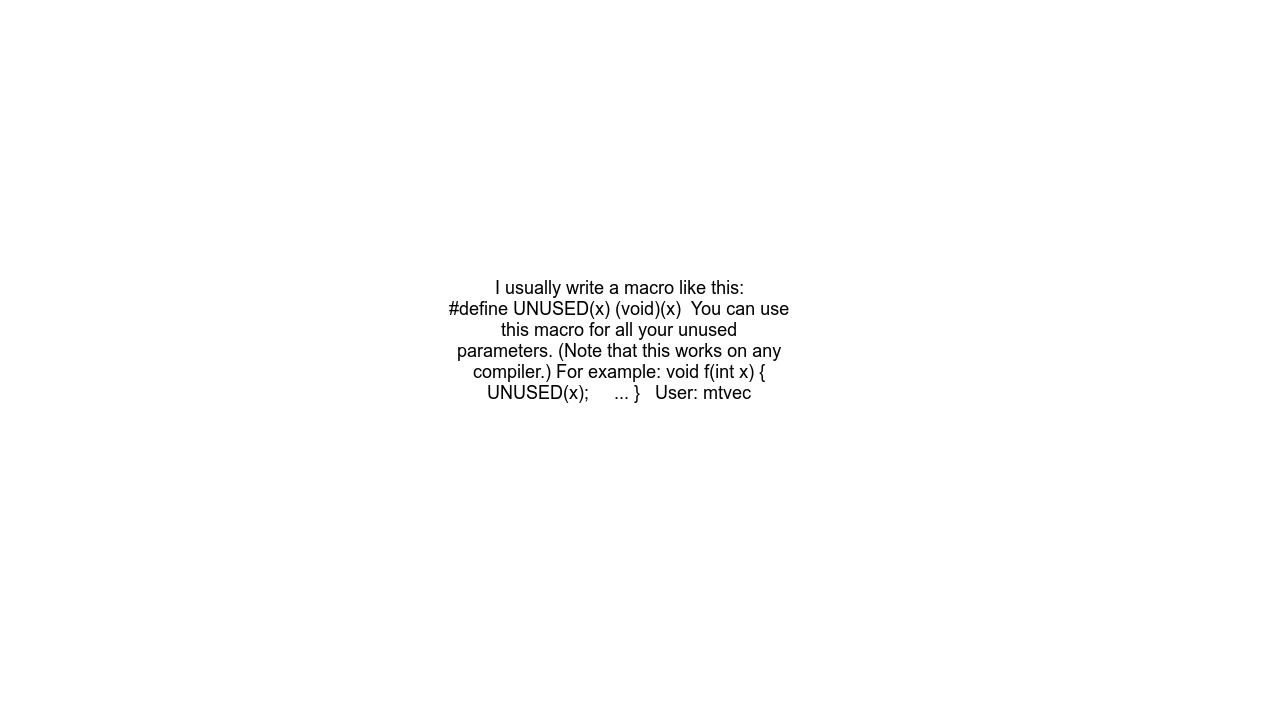 I usually write a macro like this:
#define UNUSED(x) (void)(x)  You can use
this macro for all your unused
parameters. (Note that this works on any
compiler.) For example: void f(int x) {
UNUSED(x);     ... }   User: mtvec